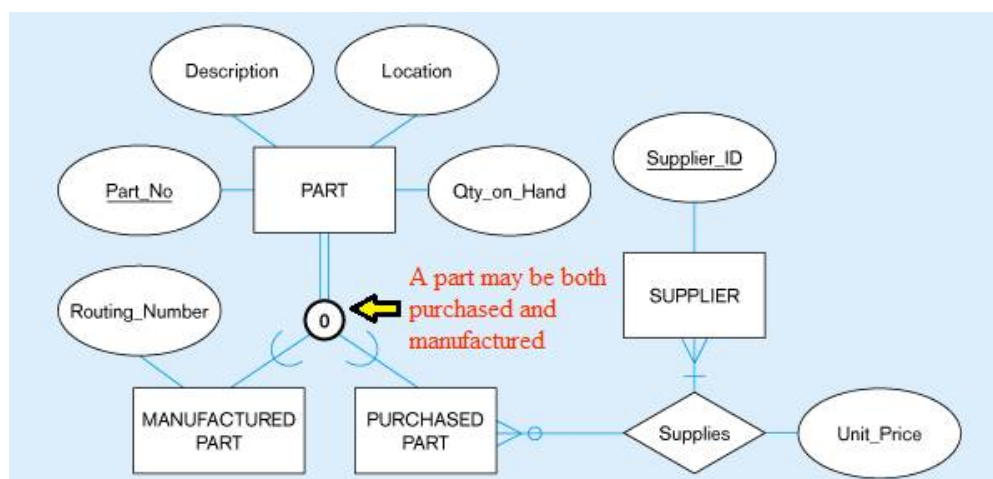 Description
Location
Supplier_ID
Part_No
PART
Qty_on_Hand
A part may be both
purchased and
manufactured
SUPPLIER
Routing_Number
0
MANUFACTURED
PART
PURCHASED
PART
Supplies
Unit_Price